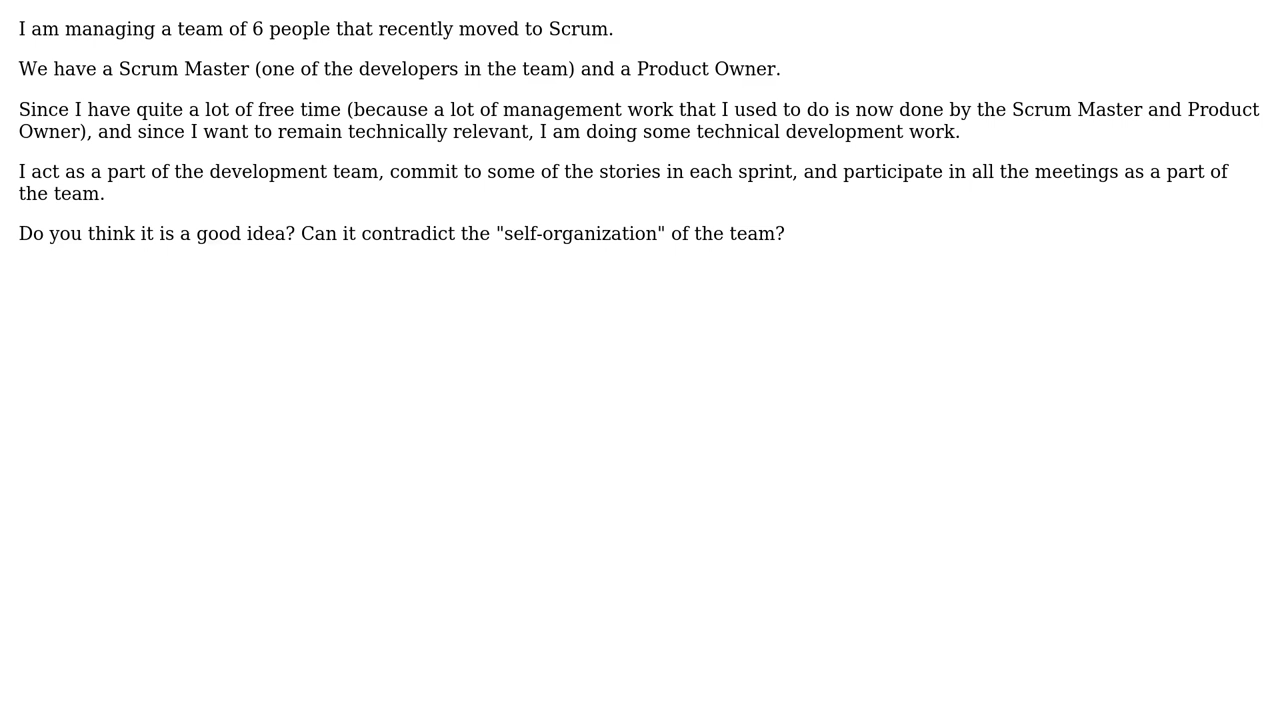 I am managing a team of 6 people that recently moved to Scrum.
We have a Scrum Master (one of the developers in the team) and a Product Owner.
Since I have quite a lot of free time (because a lot of management work that I used to do is now done by the Scrum Master and Product
Owner), and since I want to remain technically relevant, I am doing some technical development work.
I act as a part of the development team, commit to some of the stories in each sprint, and participate in all the meetings as a part of
the team.
Do you think it is a good idea? Can it contradict the "self-organization" of the team?